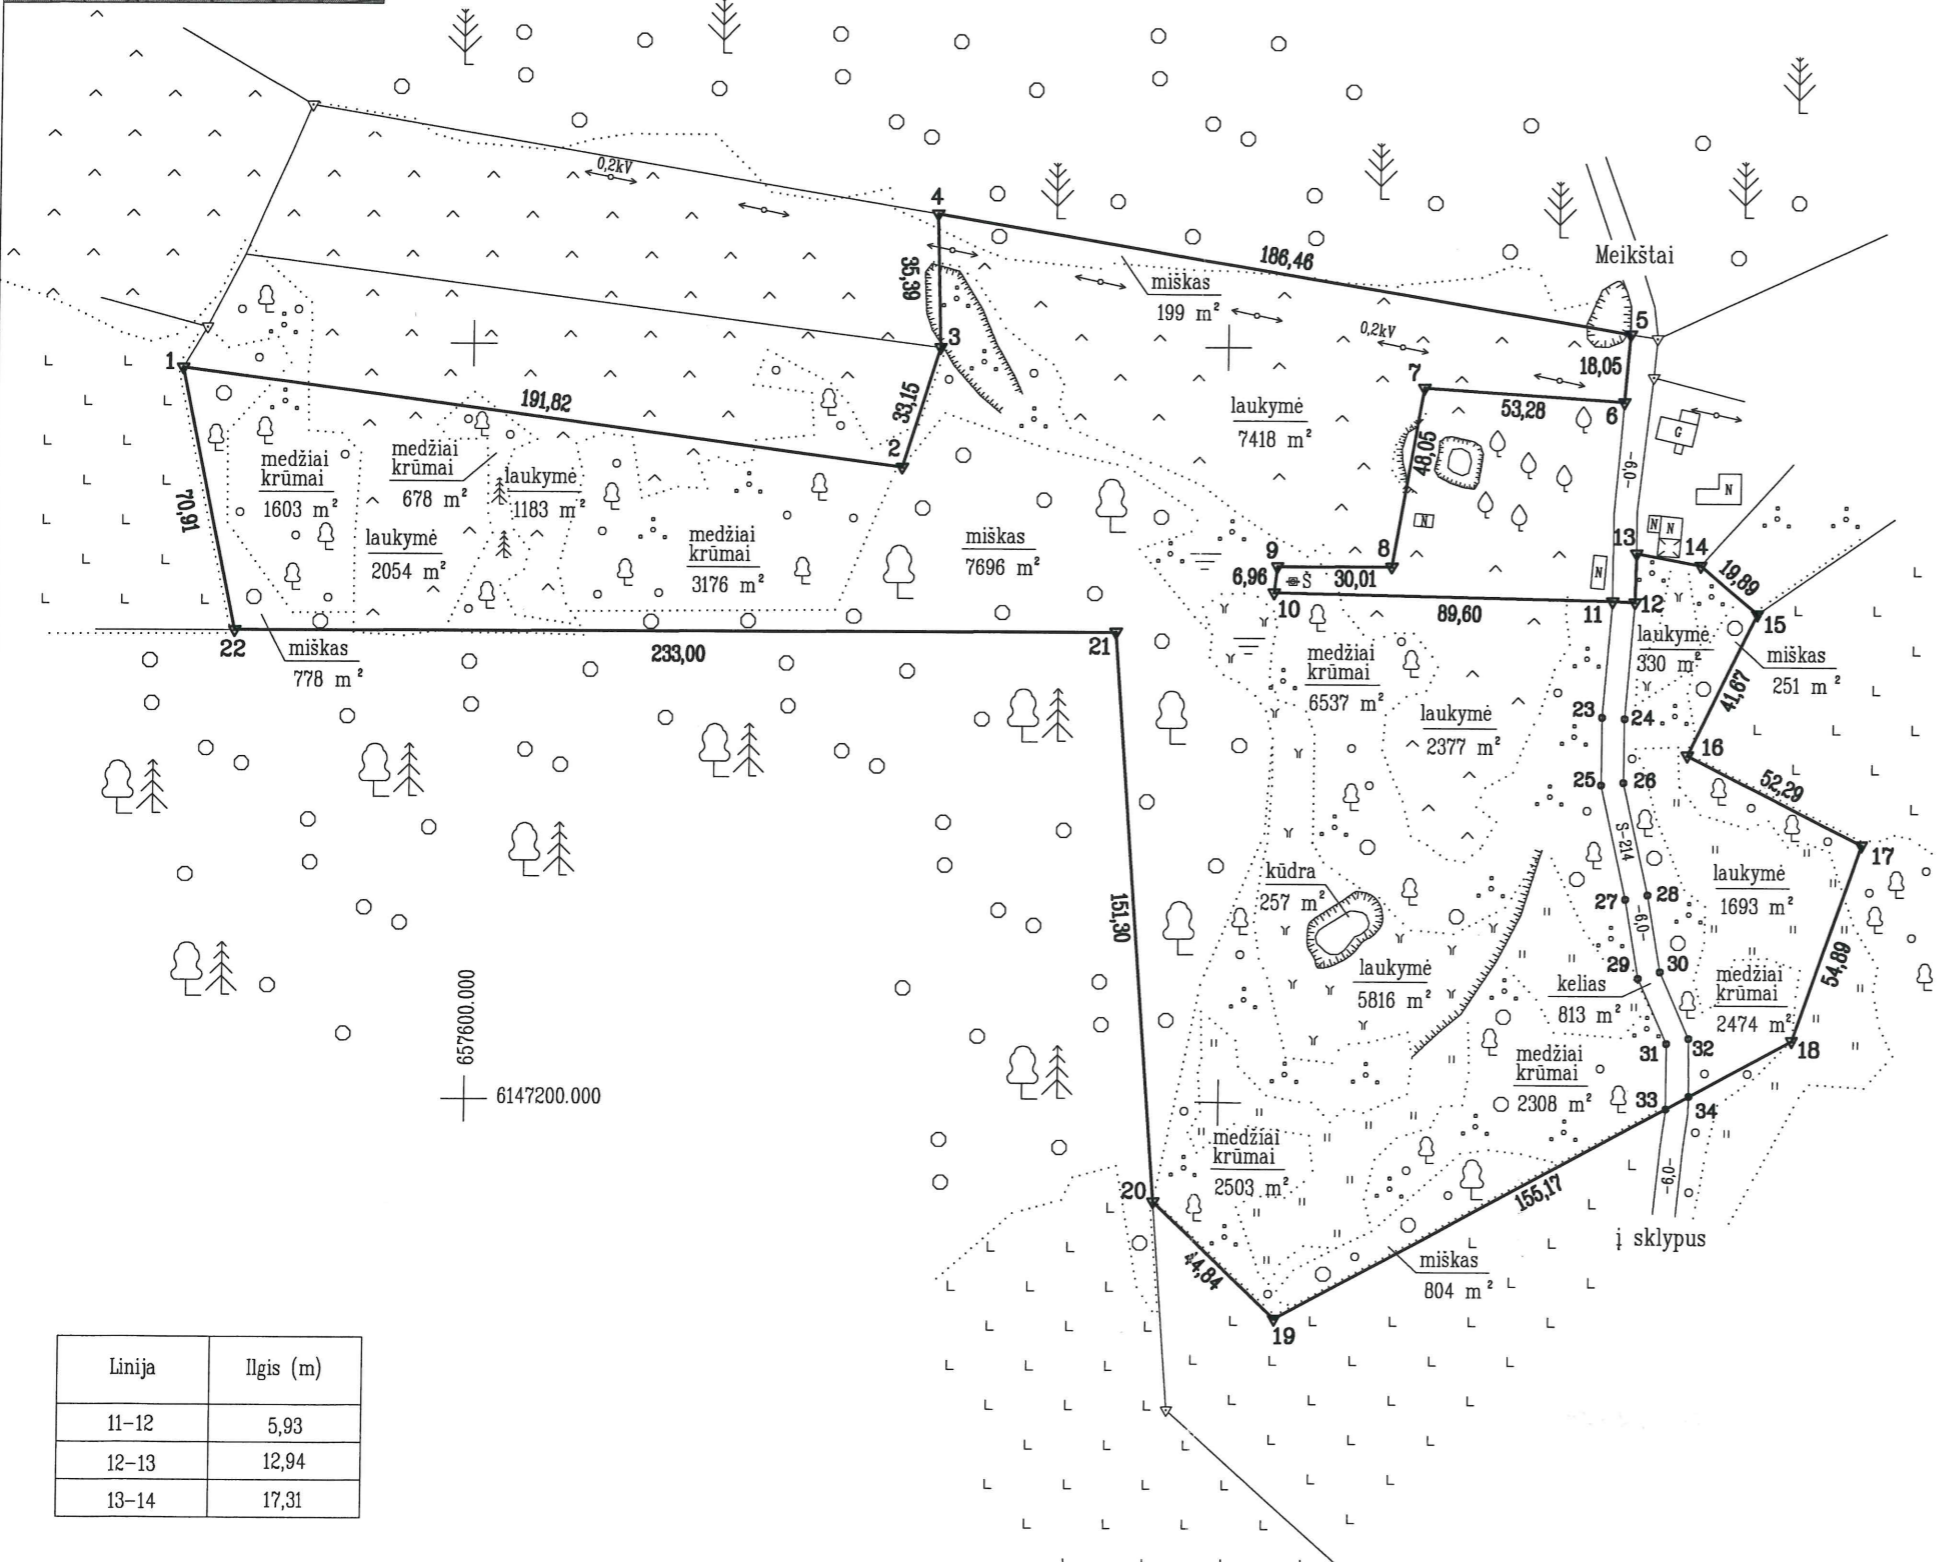 0,2kV
4
35,39
186,46
miškas
199 m²
Meikštai
5
18,05
3
0,2kV
1
191,82
33,15
2
7
53,28
6
48,05
laukymė
7418 m²
G
N
-6,0-
70,91
medžiai
krūmai
1603 m²
medžiai
krūmai
678 m²
laukymė
1183 m²
laukymė
2054 m²
medžiai
krūmai
3176 m²
miškas
7696 m²
N
N
N
N
9
8
13
14
6,96
Š
30,01
19,89
10
89,60
11
12
15
22
miškas
778 m²
233,00
21
medžiai
krūmai
6537 m²
laukymė
330 m²
miškas
251 m²
41,67
laukymė
2377 m²
23
24
16
25
26
52,29
S-214
17
151,30
kūdra
257 m²
laukymė
1693 m²
27
28
-6,0-
laukymė
5816 m²
29
30
kelias
813 m²
medžiai
krūmai
2474 m²
54,89
18
31
32
657600.000
6147200.000
medžiai
krūmai
2308 m²
33
34
medžiai
krūmai
2503 m²
20
155,17
-6,0-
į sklypus
44,84
miškas
804 m²
19
Linija Ilgis (m)
11-12 5,93
12-13 12,94
13-14 17,31